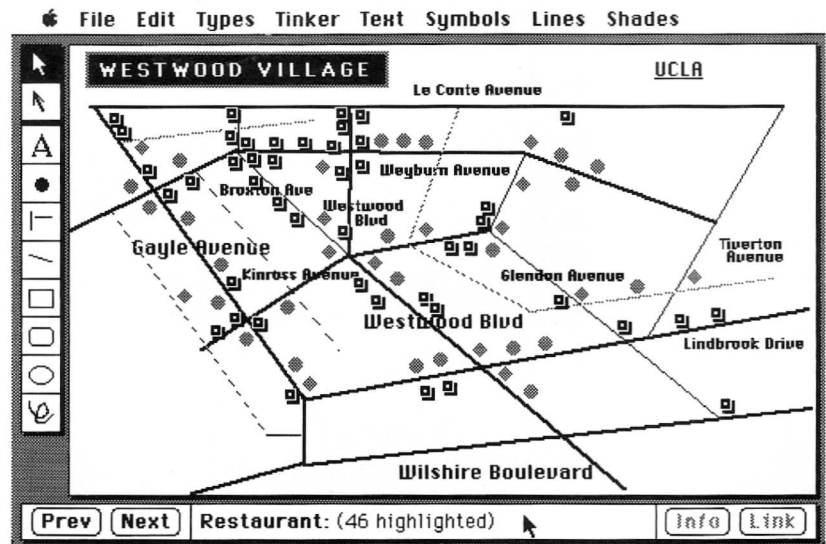 File Edit Types Tinker Text Symbols Lines Shades
WESTWOOD VILLAGE
UCLA
Le Conte Avenue
Weyburn Avenue
Broxton Ave
Westwood
Blvd
Gayle Avenue
Tiverton
Avenue
Kinross Avenue
Glendon Avenue
Westwood Blvd
Lindbrook Drive
Wilshire Boulevard
A
Prev Next Restaurant: (46 highlighted) Info Link